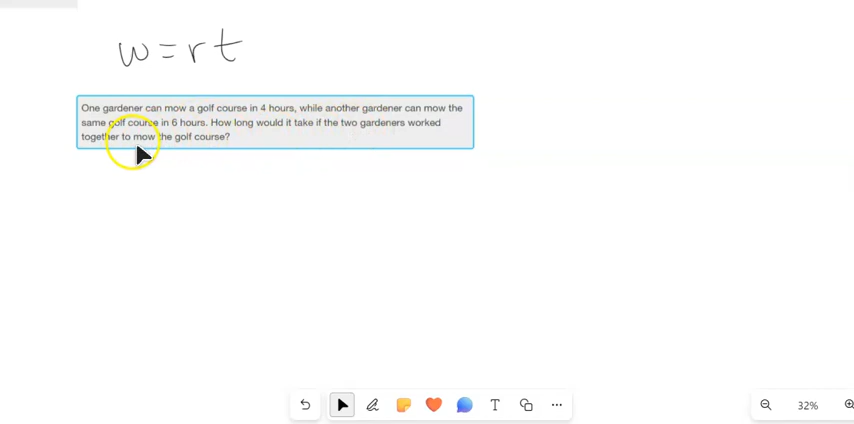 w = rt
One gardener can mow a golf course in 4 hours, while another gardener can mow the
same golf course in 6 hours. How long would it take if the two gardeners worked
together to mow the golf course?
T
32%